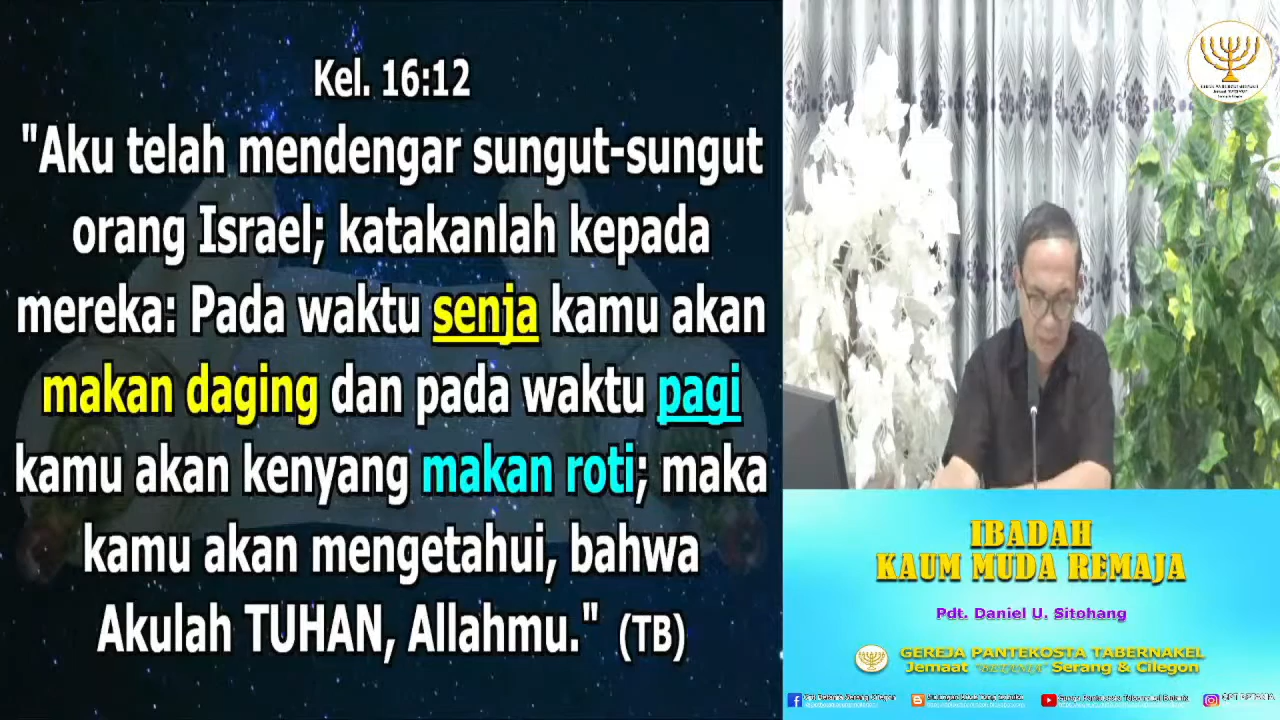 Kel. 16:12
"Aku telah mendengar sungut-sungut
orang Israel; katakanlah kepada
mereka: Pada waktu senja kamu akan
makan daging dan pada waktu pagi
kamu akan kenyang makan roti; maka
kamu akan mengetahui, bahwa
Akulah TUHAN, Allahmu." (TB)
IBADAH
KAUM MUDA REMAJA
Pdt. Daniel U. Sitohang
GEREJA PANTEKOSTA TABERNAKEL
Jemaat "BETANIA" Serang & Cilegon